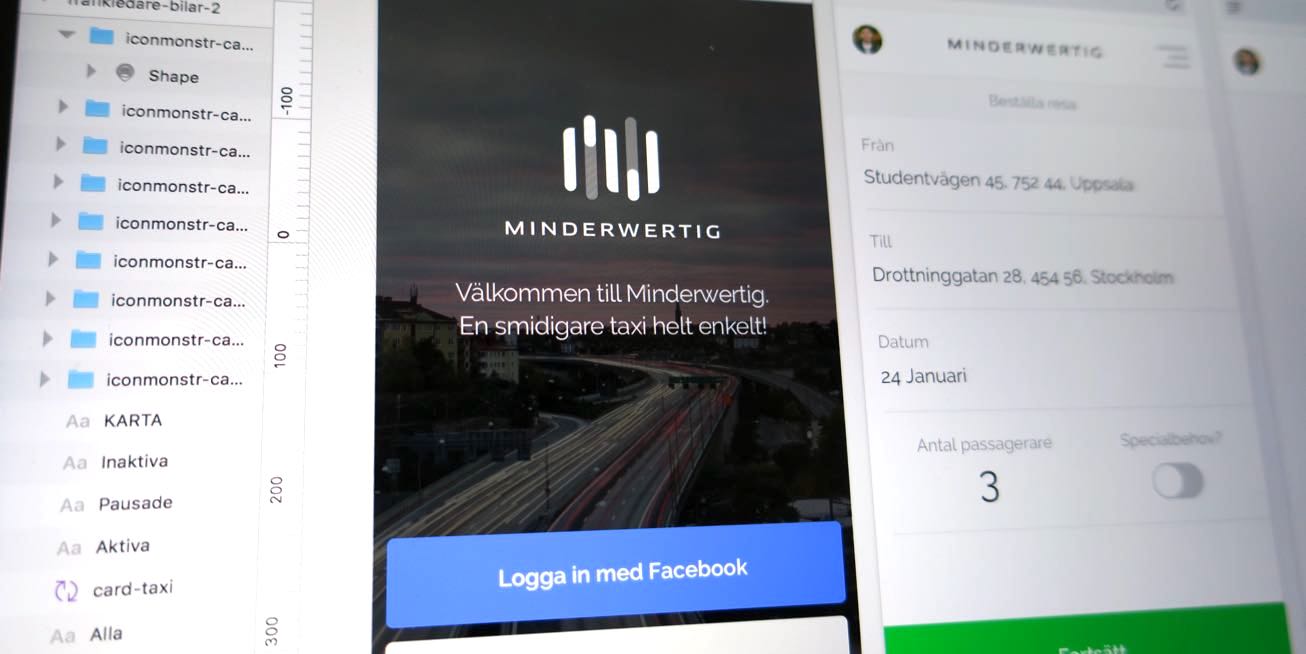 frankledare-bilar-2
iconmonstr-ca...
Shape
iconmonstr-ca...
iconmonstr-ca...
iconmonstr-ca...
iconmonstr-ca...
iconmonstr-ca...
iconmonstr-ca...
iconmonstr-ca...
iconmonstr-ca...
Aa KARTA
Aa Inaktiva
Aa Pausade
Aa Aktiva
card-taxi
Aa Alla
-100
0
100
200
300
MINDERWERTIG
Välkommen till Minderwertig.
En smidigare taxi helt enkelt!
Logga in med Facebook
MINDERWERTIG
Beställa resa
Från
Studentvägen 45, 752 44, Uppsala
Till
Drottninggatan 28, 454 56, Stockholm
Datum
24 Januari
Antal passagerare
Specialbehov?
3
Fortsätt